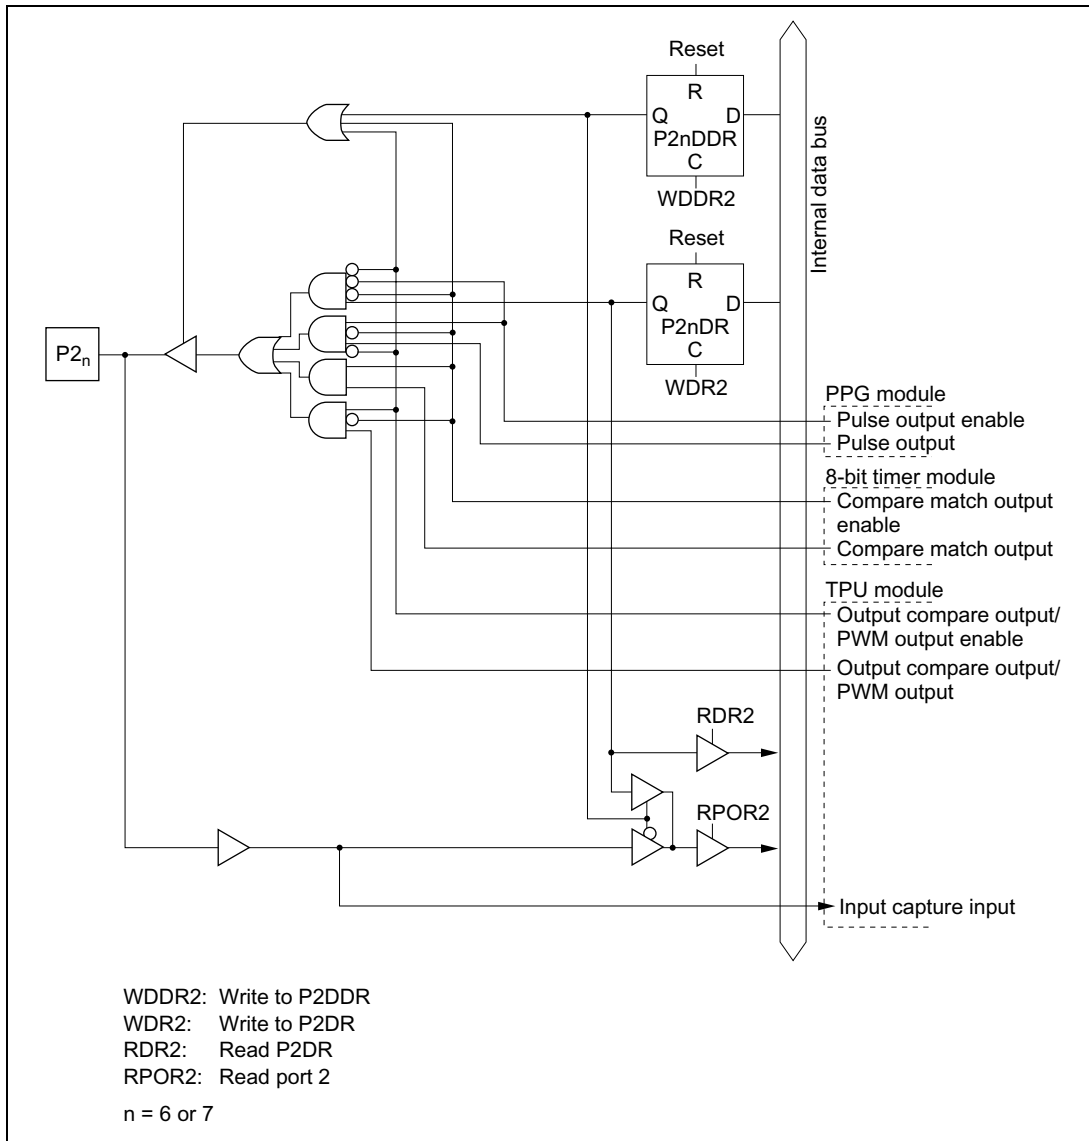 Reset
R
Q D
P2nDDR
C
WDDR2
Internal data bus
Reset
R
Q D
P2nDR
C
WDR2
P2n
PPG module
Pulse output enable
Pulse output
8-bit timer module
Compare match output
enable
Compare match output
TPU module
Output compare output/
PWM output enable
Output compare output/
PWM output
RDR2
RPOR2
Input capture input
WDDR2: Write to P2DDR
WDR2: Write to P2DR
RDR2: Read P2DR
RPOR2: Read port 2
n = 6 or 7